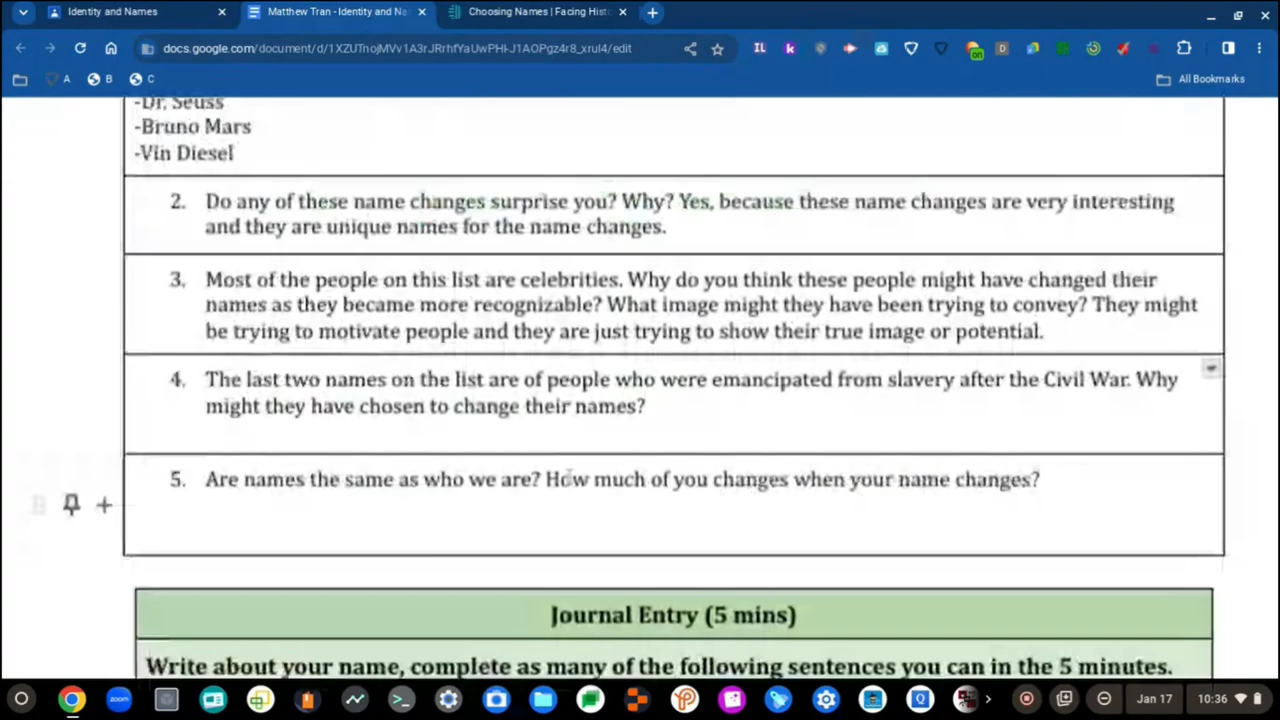 Identity and Names
Matthew Tran - Identity and Na
Choosing Names | Facing Hist
docs.google.com/document/d/1XZUTnojMVv1A3rJRrhfYaUwPHI-J1AOPgz4r8_xruI4/edit
A
B
C
All Bookmarks
-Dr. Seuss
-Bruno Mars
-Vin Diesel
2. Do any of these name changes surprise you? Why? Yes, because these name changes are very interesting
and they are unique names for the name changes.
3. Most of the people on this list are celebrities. Why do you think these people might have changed their
names as they became more recognizable? What image might they have been trying to convey? They might
be trying to motivate people and they are just trying to show their true image or potential.
4. The last two names on the list are of people who were emancipated from slavery after the Civil War. Why
might they have chosen to change their names?
5. Are names the same as who we are? How much of you changes when your name changes?
Journal Entry (5 mins)
Write about your name, complete as many of the following sentences you can in the 5 minutes.
Jan 17
10:36